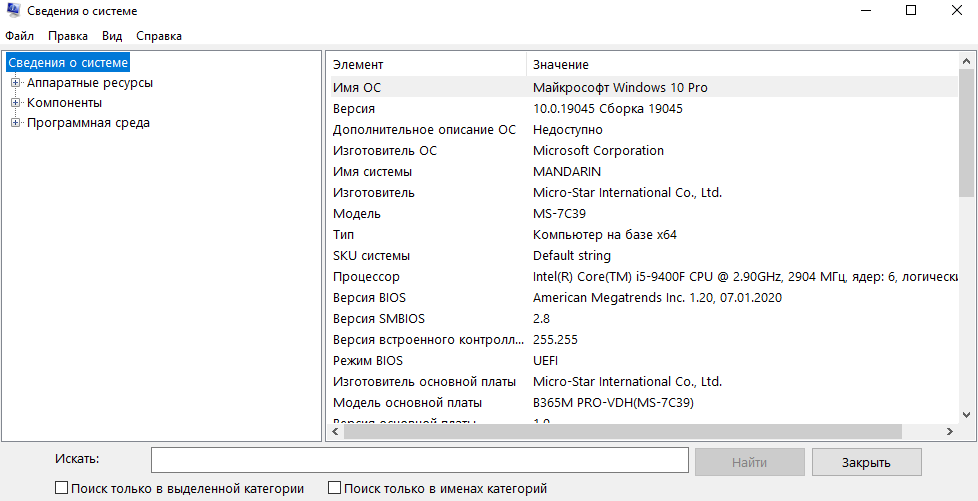 Сведения о системе
Файл Правка Вид Справка
Сведения о системе
Аппаратные ресурсы
Компоненты
Программная среда
Элемент Значение
Имя ОС Майкрософт Windows 10 Pro
Версия 10.0.19045 Сборка 19045
Дополнительное описание ОС Недоступно
Изготовитель ОС Microsoft Corporation
Имя системы MANDARIN
Изготовитель Micro-Star International Co., Ltd.
Модель MS-7C39
Тип Компьютер на базе x64
SKU системы Default string
Процессор Intel(R) Core(TM) i5-9400F CPU @ 2.90GHz, 2904 МГц, ядер: 6, логически
Версия BIOS American Megatrends Inc. 1.20, 07.01.2020
Версия SMBIOS 2.8
Версия встроенного контролл... 255.255
Режим BIOS UEFI
Изготовитель основной платы Micro-Star International Co., Ltd.
Модель основной платы B365M PRO-VDH(MS-7C39)
Версия основной платы 1.0
Искать: Найти Закрыть
Поиск только в выделенной категории Поиск только в именах категорий